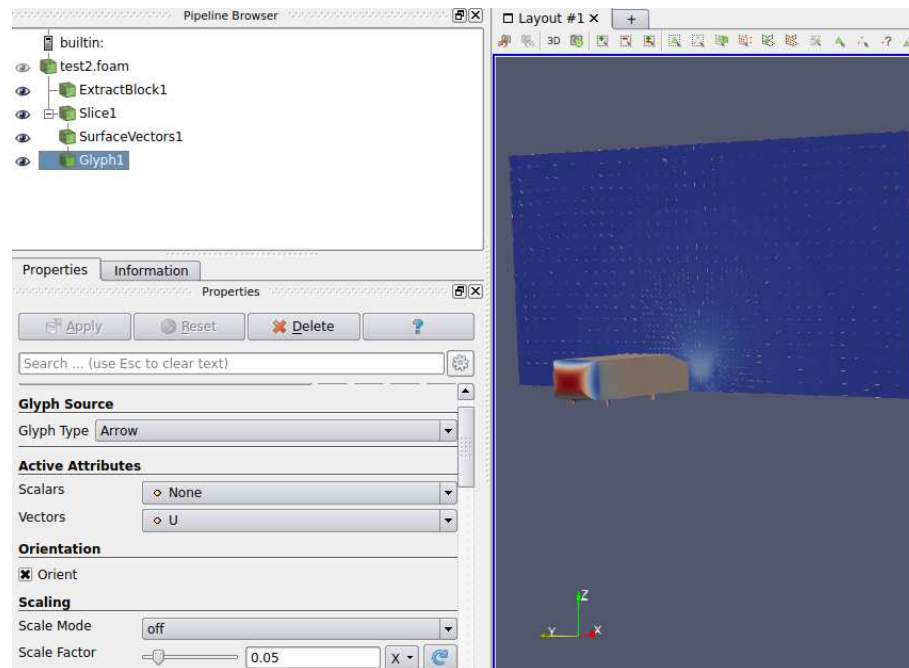 Pipeline Browser
builtin:
test2.foam
ExtractBlock1
Slice1
SurfaceVectors1
Glyph1
Properties Information
Properties
Apply Reset Delete ?
Search ... (use Esc to clear text)
Glyph Source
Glyph Type Arrow
Active Attributes
Scalars None
Vectors U
Orientation
Orient
Scaling
Scale Mode off
Scale Factor 0.05 X
Layout #1 × +
3D ?
Z
Y X